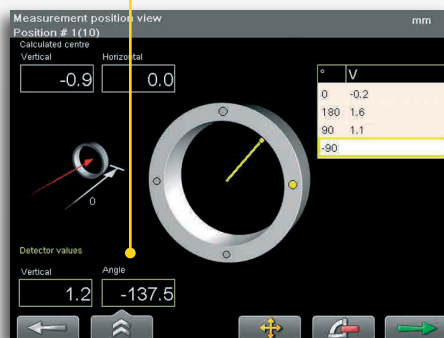 Measurement position view mm
Position # 1(10)
Calculated centre
Vertical Horizontal
-0.9 0.0
° V
0 -0.2
180 1.6
90 1.1
-90
0
Detector values
Vertical Angle
1.2 -137.5